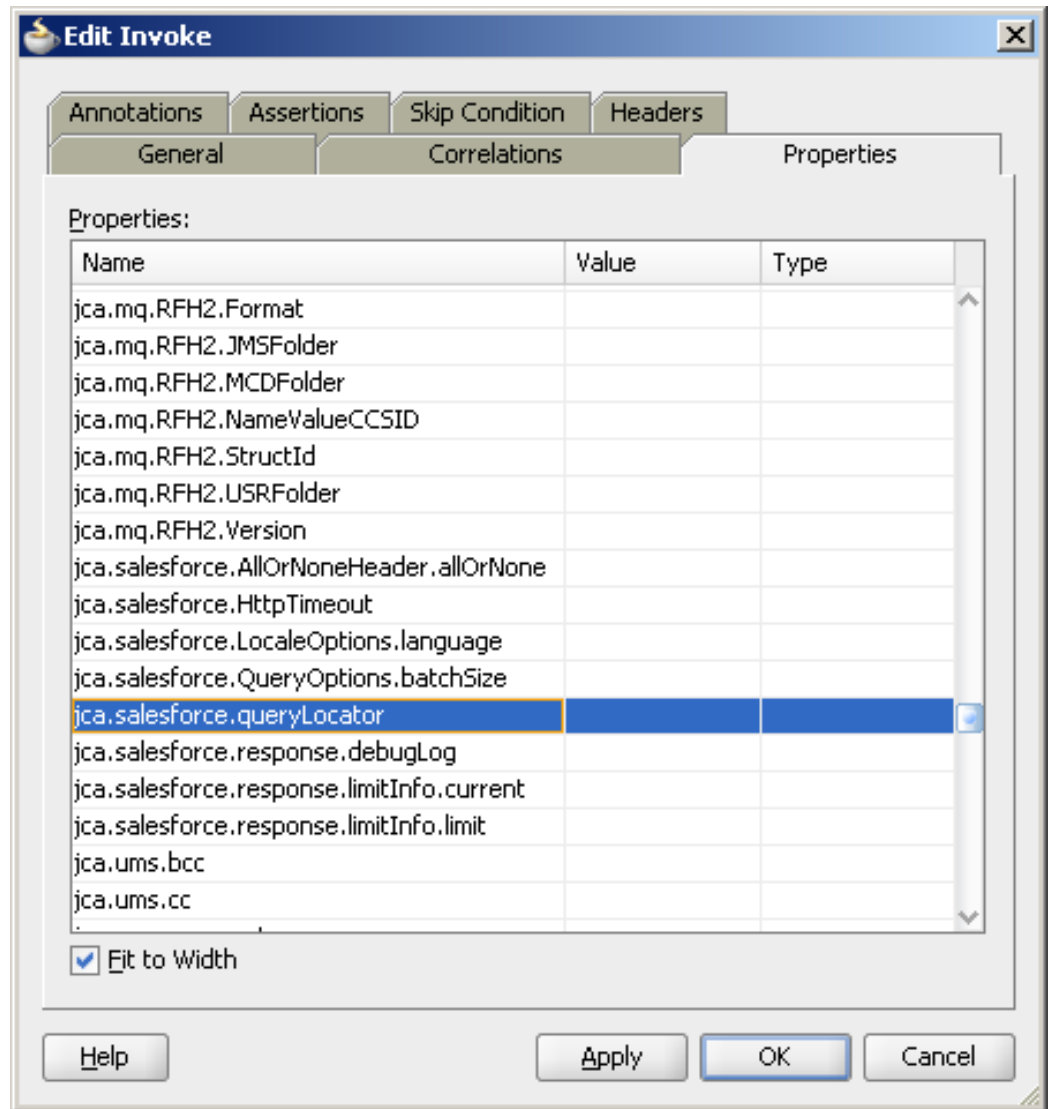 Edit Invoke
Annotations Assertions Skip Condition Headers
General Correlations Properties
Properties:
Name Value Type
jca.mq.RFH2.Format
jca.mq.RFH2.JMSFolder
jca.mq.RFH2.MCDFolder
jca.mq.RFH2.NameValueCCSID
jca.mq.RFH2.StructId
jca.mq.RFH2.USRFolder
jca.mq.RFH2.Version
jca.salesforce.AllOrNoneHeader.allOrNone
jca.salesforce.HttpTimeout
jca.salesforce.LocaleOptions.language
jca.salesforce.QueryOptions.batchSize
jca.salesforce.queryLocator
jca.salesforce.response.debugLog
jca.salesforce.response.limitInfo.current
jca.salesforce.response.limitInfo.limit
jca.ums.bcc
jca.ums.cc
Fit to Width
Help Apply OK Cancel